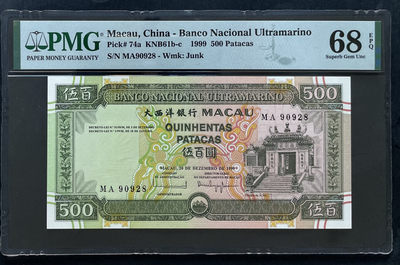 PMG
PAPER MONEY GUARANTY
Macau, China - Banco Nacional Ultramarino
Pick# 74a KNB61b-c 1999 500 Patacas
S/N MA90928 - Wmk: Junk
68 EPQ
Superb Gem Unc
伍百 BANCO NACIONAL ULTRAMARINO 500
大西洋銀行 MACAU
MA 90928
QUINHENTAS
PATACAS
伍百圓
MACAU, 20 DE DEZEMBRO DE 1999
MA 90928
500
伍百